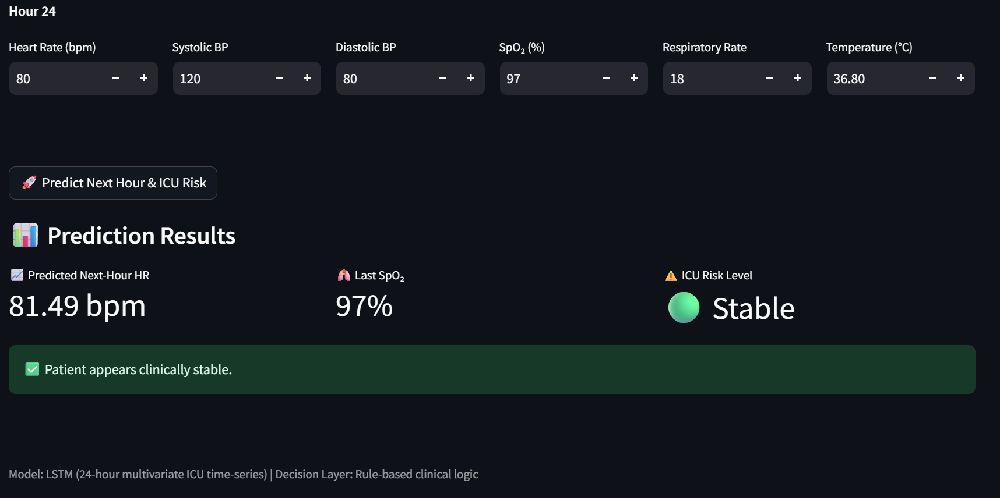 Hour 24
Heart Rate (bpm) Systolic BP Diastolic BP SpO₂ (%) Respiratory Rate Temperature (°C)
80 − + 120 − + 80 − + 97 − + 18 − + 36.80 − +
🚀 Predict Next Hour & ICU Risk
📊 Prediction Results
📈 Predicted Next-Hour HR 🫁 Last SpO₂ ⚠️ ICU Risk Level
81.49 bpm 97% 🟢 Stable
✅ Patient appears clinically stable.
Model: LSTM (24-hour multivariate ICU time-series) | Decision Layer: Rule-based clinical logic